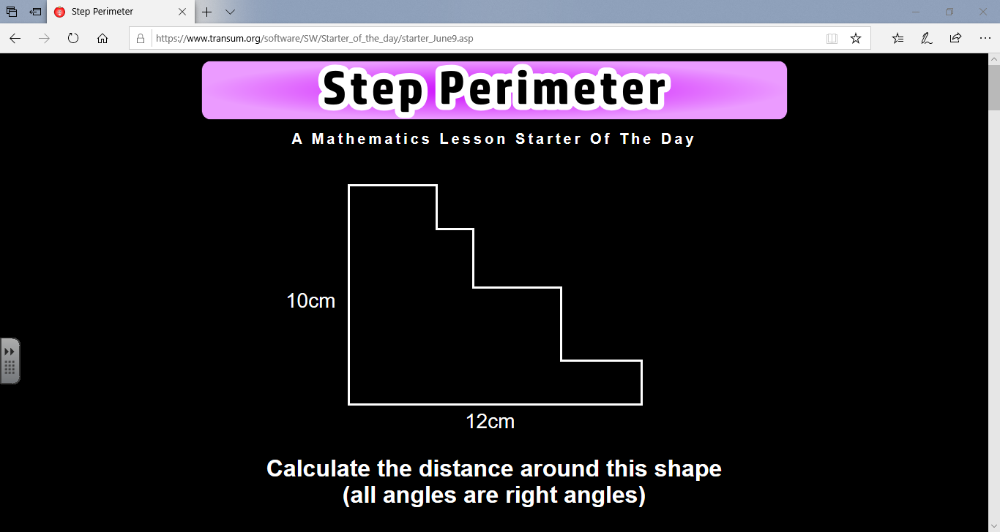 Step Perimeter
https://www.transum.org/software/SW/Starter_of_the_day/starter_June9.asp
Step Perimeter
A Mathematics Lesson Starter Of The Day
10cm
12cm
Calculate the distance around this shape
(all angles are right angles)